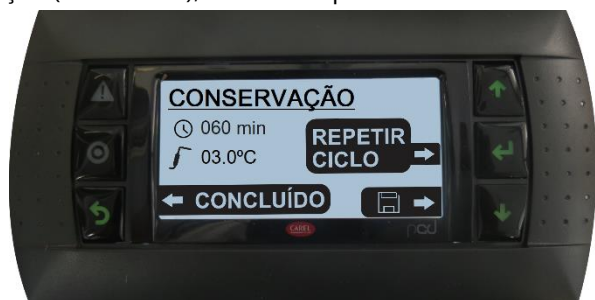 CONSERVAÇÃO
060 min
03.0ºC
REPETIR
CICLO
CONCLUÍDO
CAREL